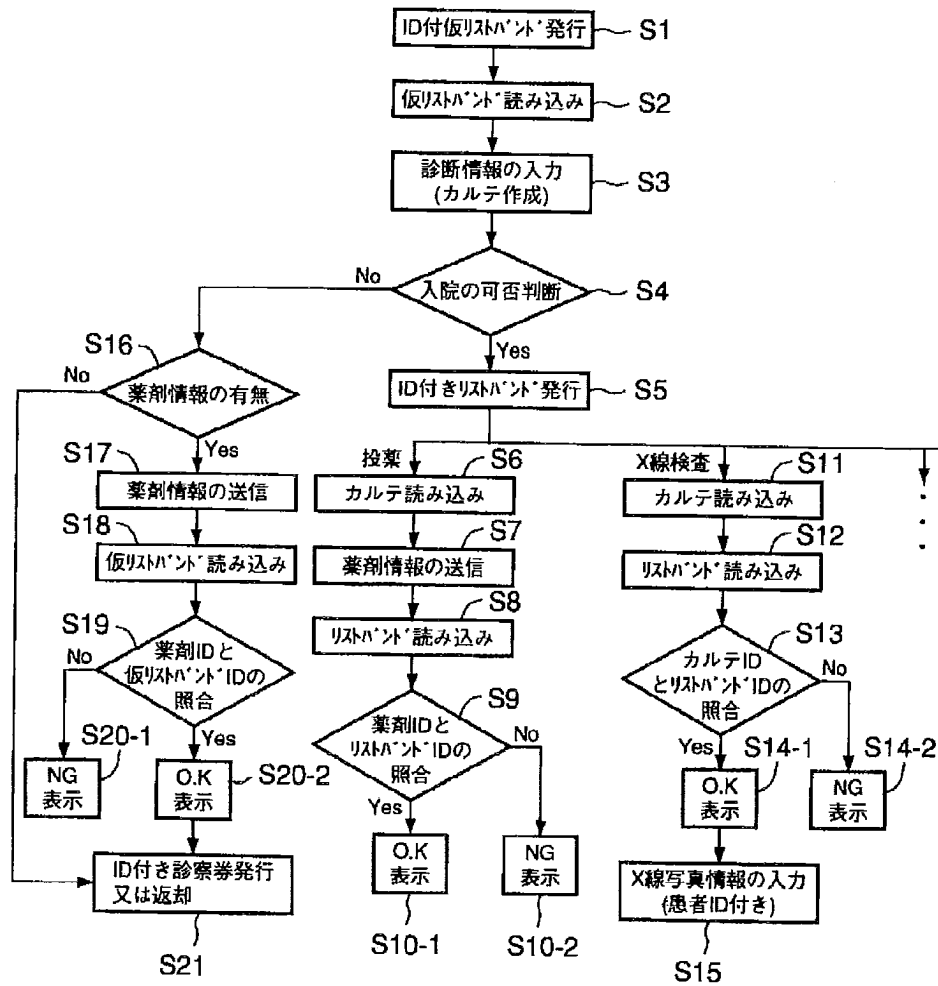 ID付仮リストバンド発行
S1
仮リストバンド読み込み
S2
診断情報の入力
(カルテ作成)
S3
入院の可否判断
S4
No
Yes
S16
薬剤情報の有無
No
Yes
ID付きリストバンド発行
S5
S17
薬剤情報の送信
S18
仮リストバンド読み込み
S19
薬剤IDと
仮リストバンドIDの
照合
No
Yes
S20-1
NG
表示
O.K
表示
S20-2
ID付き診察券発行
又は返却
S21
投薬
S6
カルテ読み込み
S7
薬剤情報の送信
S8
リストバンド読み込み
S9
薬剤IDと
リストバンドIDの
照合
No
Yes
O.K
表示
NG
表示
S10-1
S10-2
X線検査
S11
カルテ読み込み
S12
リストバンド読み込み
S13
カルテID
とリストバンドIDの
照合
No
Yes
S14-1
S14-2
O.K
表示
NG
表示
X線写真情報の入力
(患者ID付き)
S15